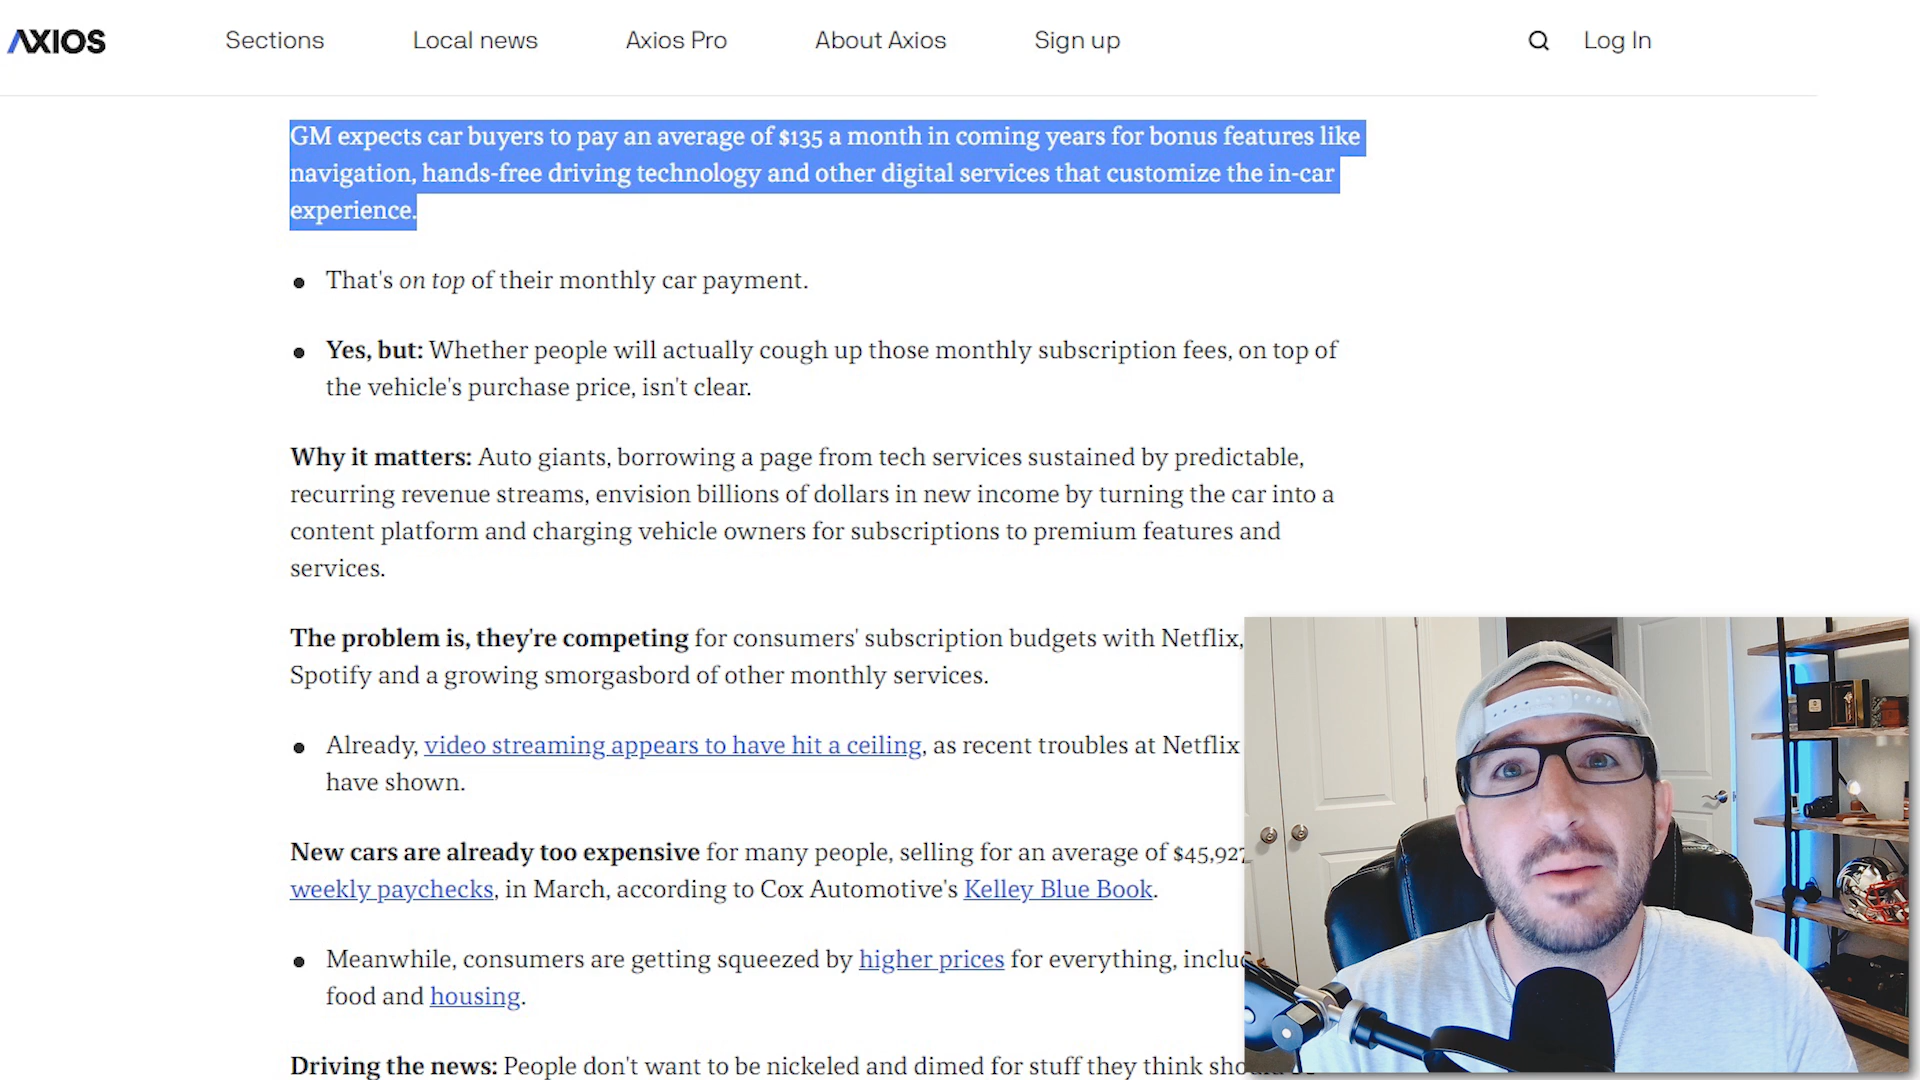 AXIOS Sections Local news Axios Pro About Axios Sign up Log In
GM expects car buyers to pay an average of $135 a month in coming years for bonus features like
navigation, hands-free driving technology and other digital services that customize the in-car
experience.
● That's on top of their monthly car payment.
● Yes, but: Whether people will actually cough up those monthly subscription fees, on top of
the vehicle's purchase price, isn't clear.
Why it matters: Auto giants, borrowing a page from tech services sustained by predictable,
recurring revenue streams, envision billions of dollars in new income by turning the car into a
content platform and charging vehicle owners for subscriptions to premium features and
services.
The problem is, they're competing for consumers' subscription budgets with Netflix,
Spotify and a growing smorgasbord of other monthly services.
● Already, video streaming appears to have hit a ceiling, as recent troubles at Netflix
have shown.
New cars are already too expensive for many people, selling for an average of $45,927
weekly paychecks, in March, according to Cox Automotive's Kelley Blue Book.
● Meanwhile, consumers are getting squeezed by higher prices for everything,
food and housing.
Driving the news: People don't want to be nickeled and dimed for stuff they think